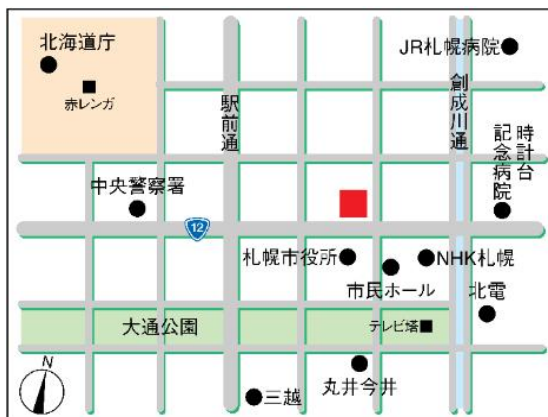 北海道庁
JR札幌病院
赤レンガ
駅前通
創成川通
時計台
記念病院
中央警察署
12
札幌市役所
NHK札幌
市民ホール
北電
大通公園
テレビ塔
N
丸井今井
三越